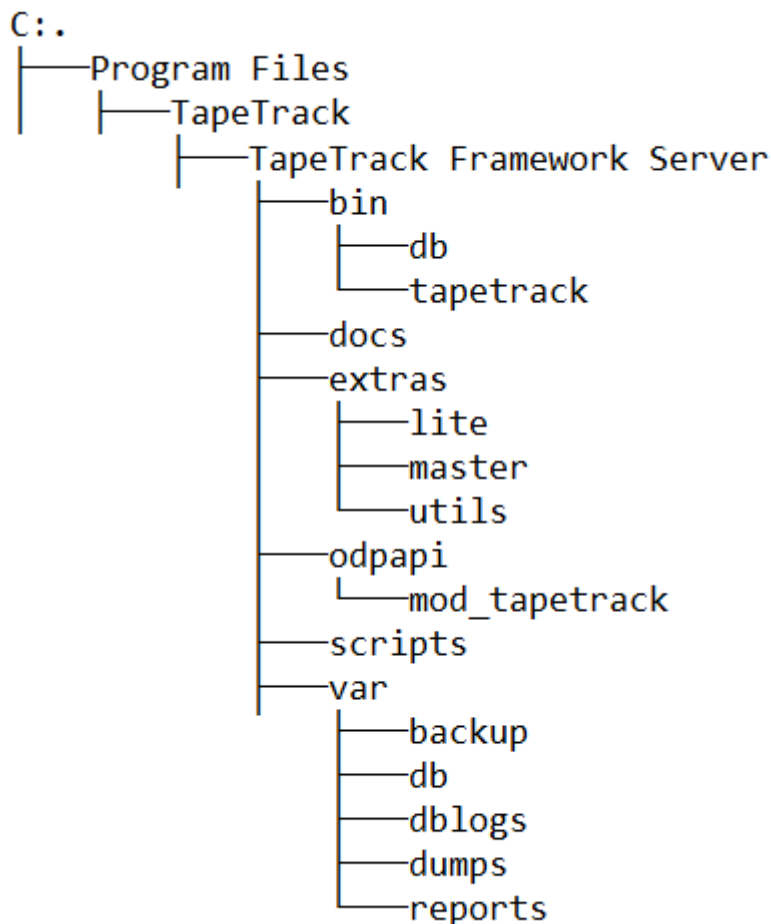 C:.
Program Files
TapeTrack
TapeTrack Framework Server
bin
db
tapetrack
docs
extras
lite
master
utils
odpapi
mod_tapetrack
scripts
var
backup
db
dblogs
dumps
reports